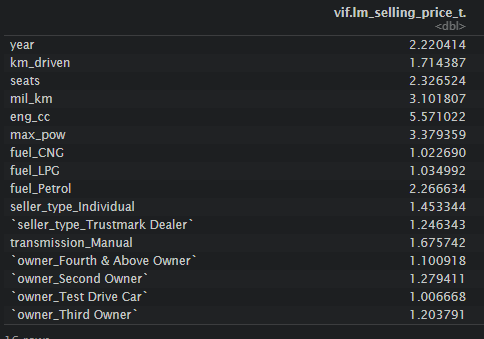 vif.lm_selling_price_t.
<dbl>
year 2.220414
km_driven 1.714387
seats 2.326524
mil_km 3.101807
eng_cc 5.571022
max_pow 3.379359
fuel_CNG 1.022690
fuel_LPG 1.034992
fuel_Petrol 2.266634
seller_type_Individual 1.453344
`seller_type_Trustmark Dealer` 1.246343
transmission_Manual 1.675742
`owner_Fourth & Above Owner` 1.100918
`owner_Second Owner` 1.279411
`owner_Test Drive Car` 1.006668
`owner_Third Owner` 1.203791